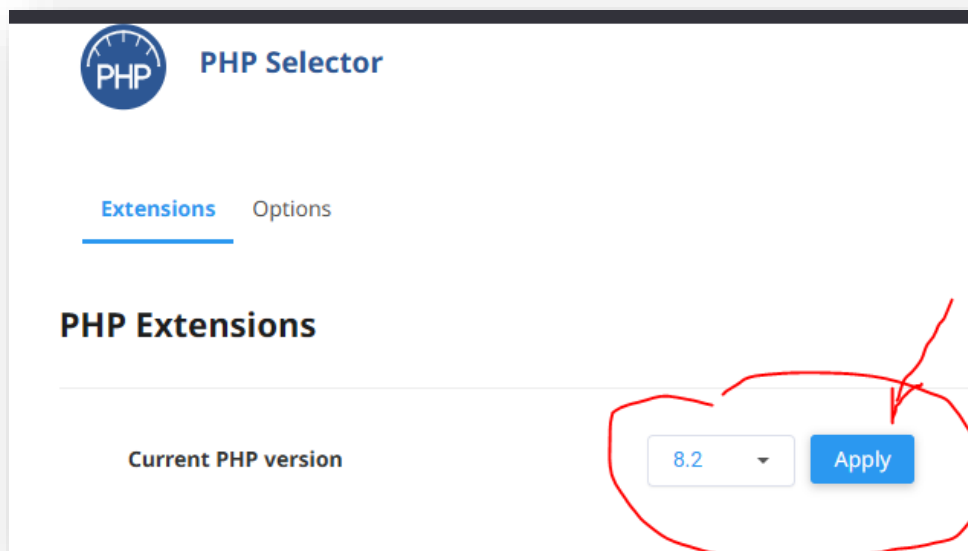 PHP
PHP Selector
Extensions Options
PHP Extensions
Current PHP version 8.2 Apply